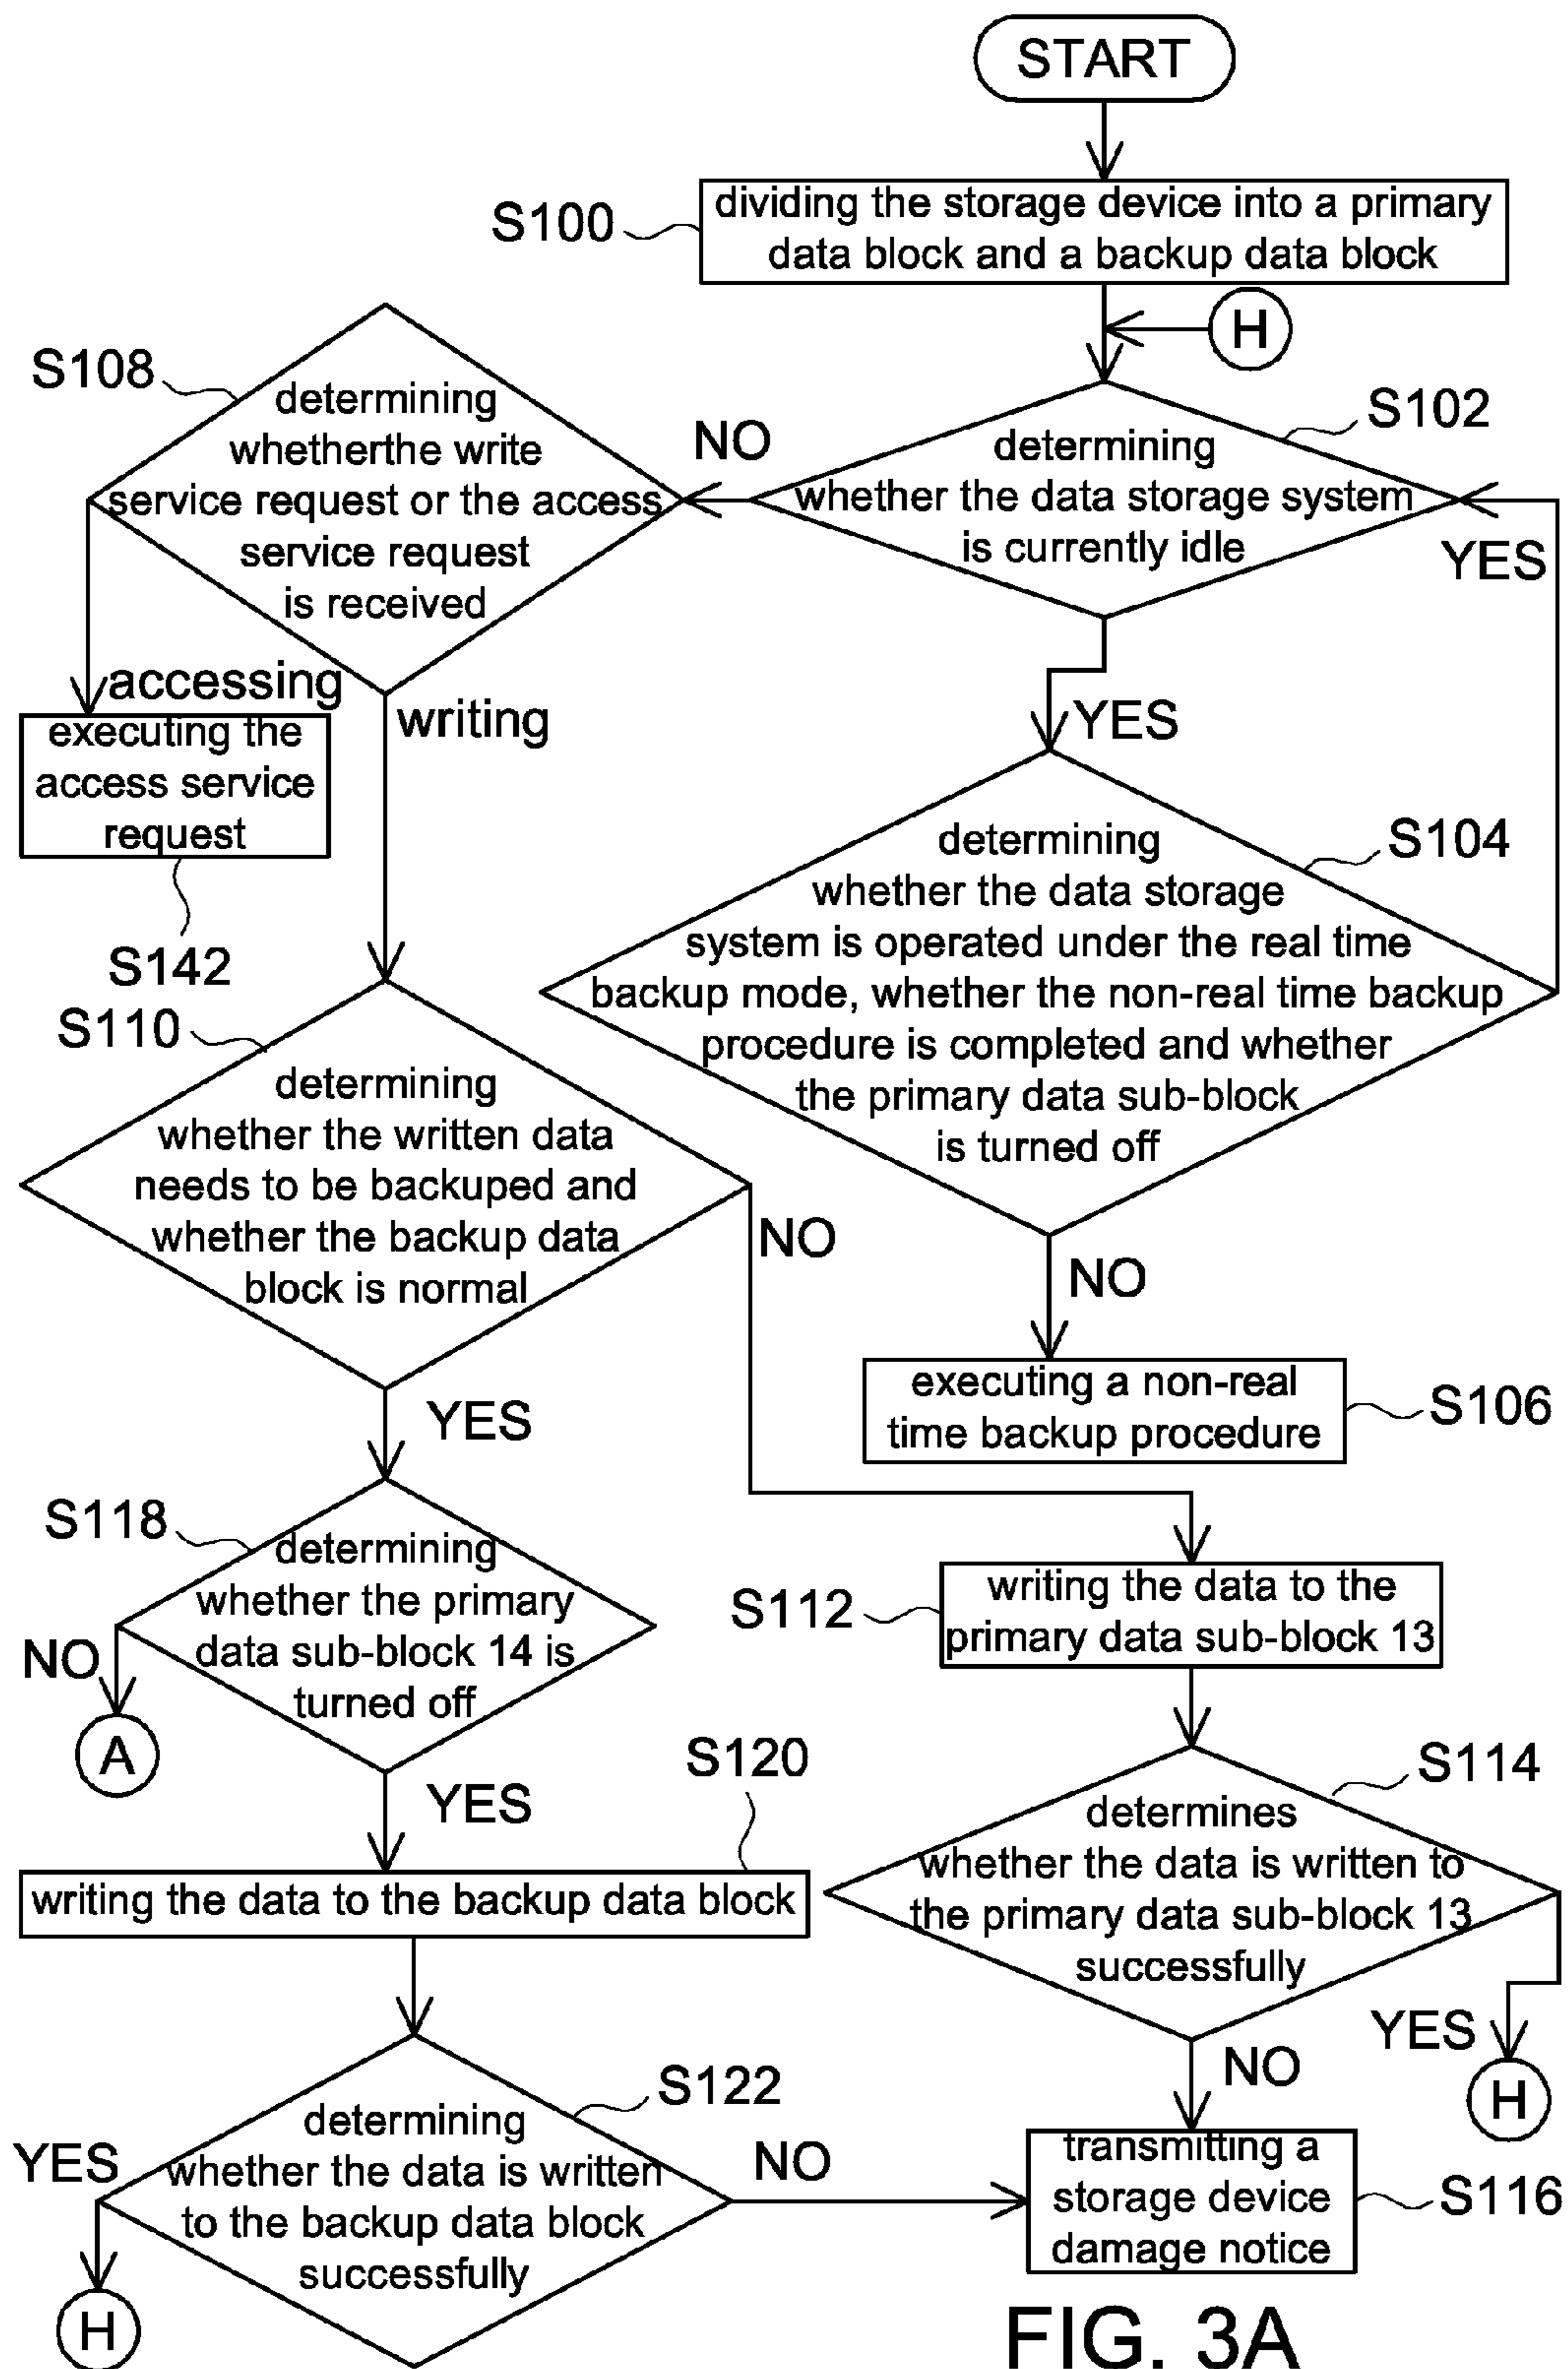 START
S100
dividing the storage device into a primary
data block and a backup data block
H
S108
determining
whetherthe write
service request or the access
service request
is received
NO
S102
determining
whether the data storage system
is currently idle
YES
accessing
writing
executing the
access service
request
S142
YES
S104
determining
whether the data storage
system is operated under the real time
backup mode, whether the non-real time backup
procedure is completed and whether
the primary data sub-block
is turned off
S110
determining
whether the written data
needs to be backuped and
whether the backup data
block is normal
NO
NO
executing a non-real
time backup procedure
S106
YES
S118
determining
whether the primary
data sub-block 14 is
turned off
NO
A
S112
writing the data to the
primary data sub-block 13
YES
S120
writing the data to the backup data block
S114
determines
whether the data is written to
the primary data sub-block 13
successfully
YES
H
NO
S122
determining
whether the data is written
to the backup data block
successfully
YES
H
NO
transmitting a
storage device
damage notice
S116
FIG. 3A